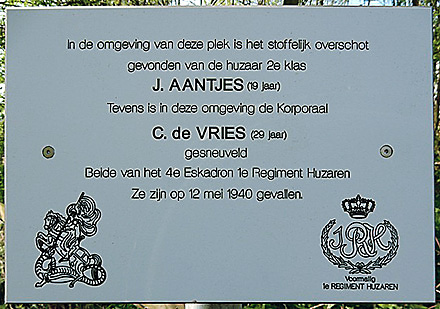 In de omgeving van deze plek is het stoffelijk overschot
gevonden van de huzaar 2e klas
J. AANTJES (19 jaar)
Tevens is in deze omgeving de Korporaal
C. de VRIES (29 jaar)
gesneuveld
Beide van het 4e Eskadron 1e Regiment Huzaren
Ze zijn op 12 mei 1940 gevallen.
1RH
Voormalig
1e REGIMENT HUZAREN